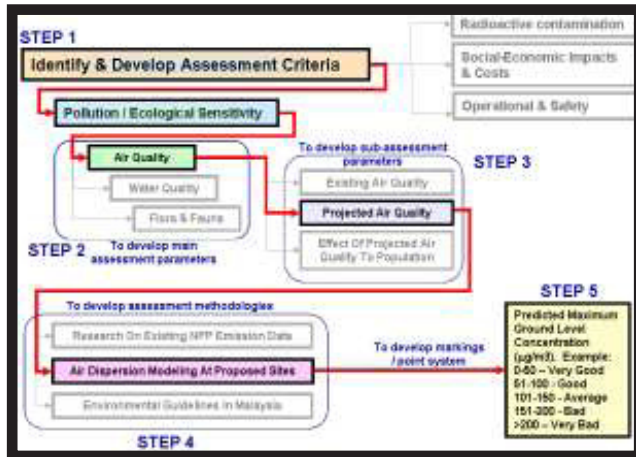 STEP 1
Identify & Develop Assessment Criteria
Radioactive contamination
Social-Economic Impacts
& Costs
Operational & Safety
Pollution / Ecological Sensitivity
Air Quality
Water Quality
Flora & Fauna
STEP 2
To develop main
assessment parameters
To develop sub-assessment
parameters
STEP 3
Existing Air Quality
Projected Air Quality
Effect Of Projected Air
Quality To Population
To develop assessment methodologies
Research On Existing NPP Emission Data
Air Dispersion Modeling At Proposed Sites
Environmental Guidelines In Malaysia
STEP 4
To develop markings
/ point system
STEP 5
Predicted Maximum
Ground Level
Concentration
(µg/m3). Example:
0-50 – Very Good
51-100 - Good
101-150 - Average
151-200 - Bad
>200 – Very Bad